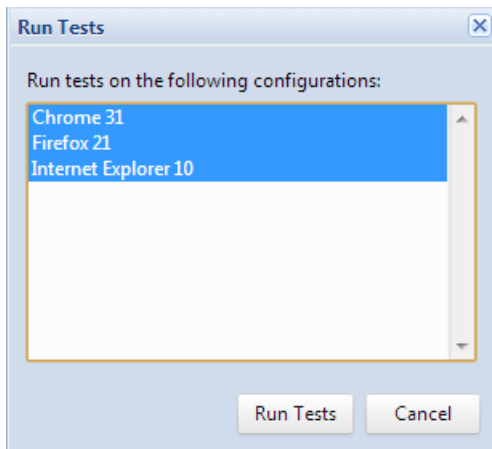 Run Tests
Run tests on the following configurations:
Chrome 31
Firefox 21
Internet Explorer 10
Run Tests
Cancel